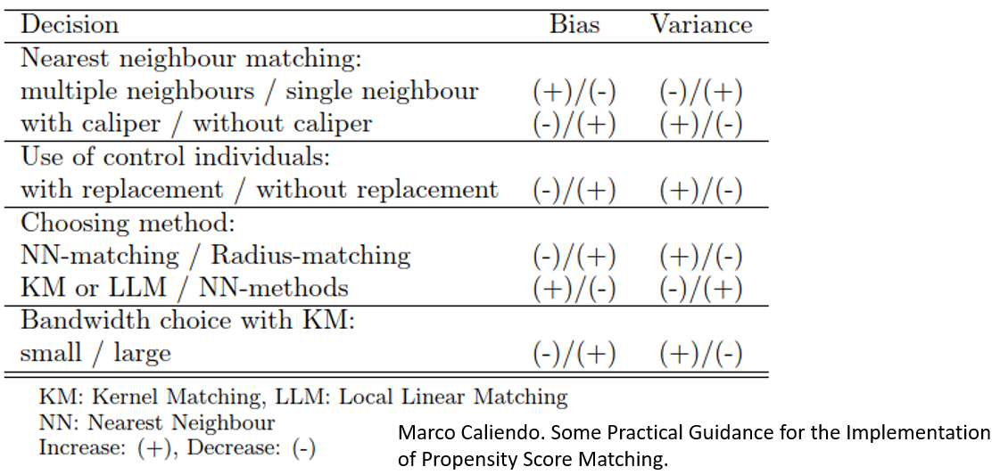 Decision Bias Variance
Nearest neighbour matching:
multiple neighbours / single neighbour (+)/(-) (-)/(+)
with caliper / without caliper (-)/(+) (+)/(-)
Use of control individuals:
with replacement / without replacement (-)/(+) (+)/(-)
Choosing method:
NN-matching / Radius-matching (-)/(+) (+)/(-)
KM or LLM / NN-methods (+)/(-) (-)/(+)
Bandwidth choice with KM:
small / large (-)/(+) (+)/(-)
KM: Kernel Matching, LLM: Local Linear Matching
NN: Nearest Neighbour
Increase: (+), Decrease: (-)
Marco Caliendo. Some Practical Guidance for the Implementation
of Propensity Score Matching.